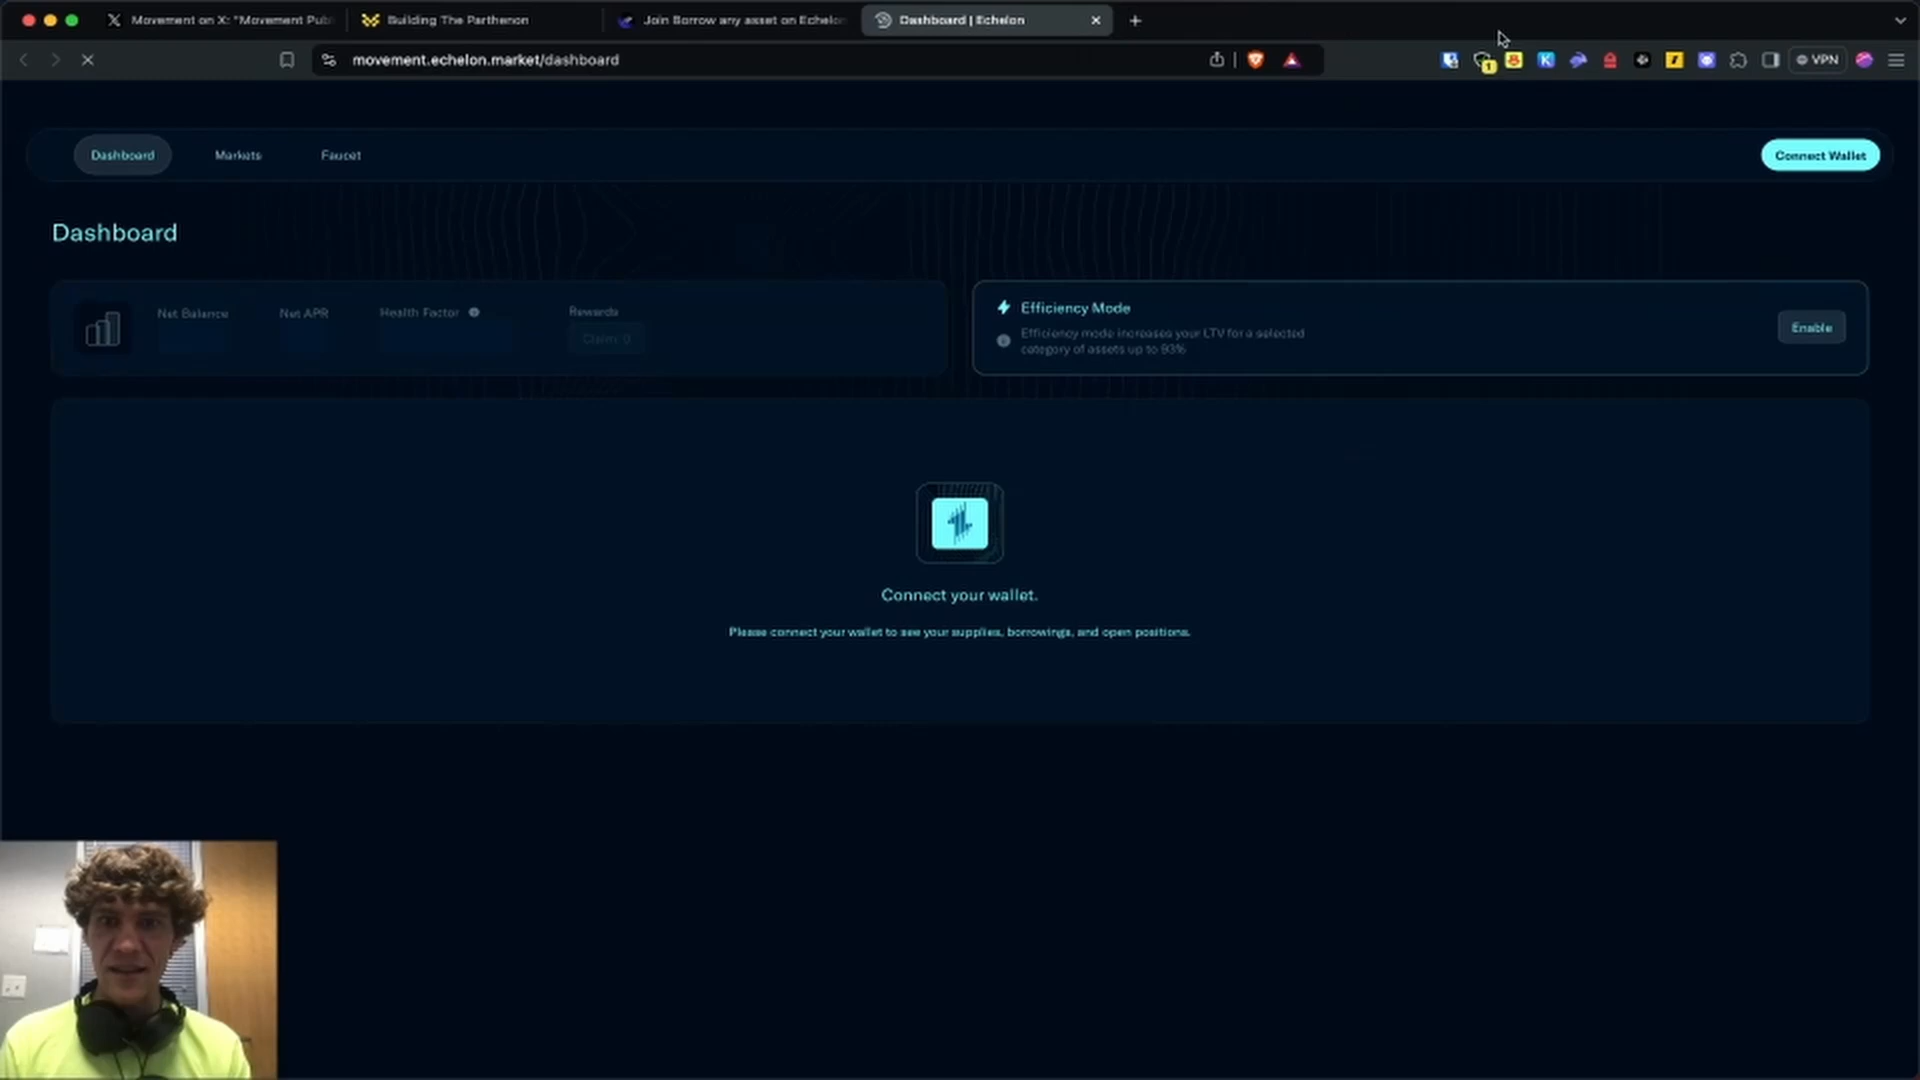 Movement on X: "Movement Pub
Building The Parthenon
Join Borrow any asset on Echelon
Dashboard | Echelon
movement.echelon.market/dashboard
1
VPN
Dashboard
Markets
Faucet
Connect Wallet
Dashboard
Net Balance
Net APR
Health Factor
Rewards
Claim 0
Efficiency Mode
Efficiency mode increases your LTV for a selected
category of assets up to 93%
Enable
Connect your wallet.
Please connect your wallet to see your supplies, borrowings, and open positions.